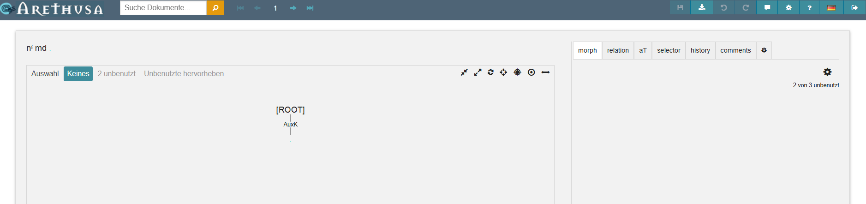 ARETHUSA Suche Dokumente 1 ?
nʲ md .
morph relation aT selector history comments
Auswahl Keines 2 unbenutzt Unbenutzte hervorheben
2 von 3 unbenutzt
[ROOT]
AuxK
.